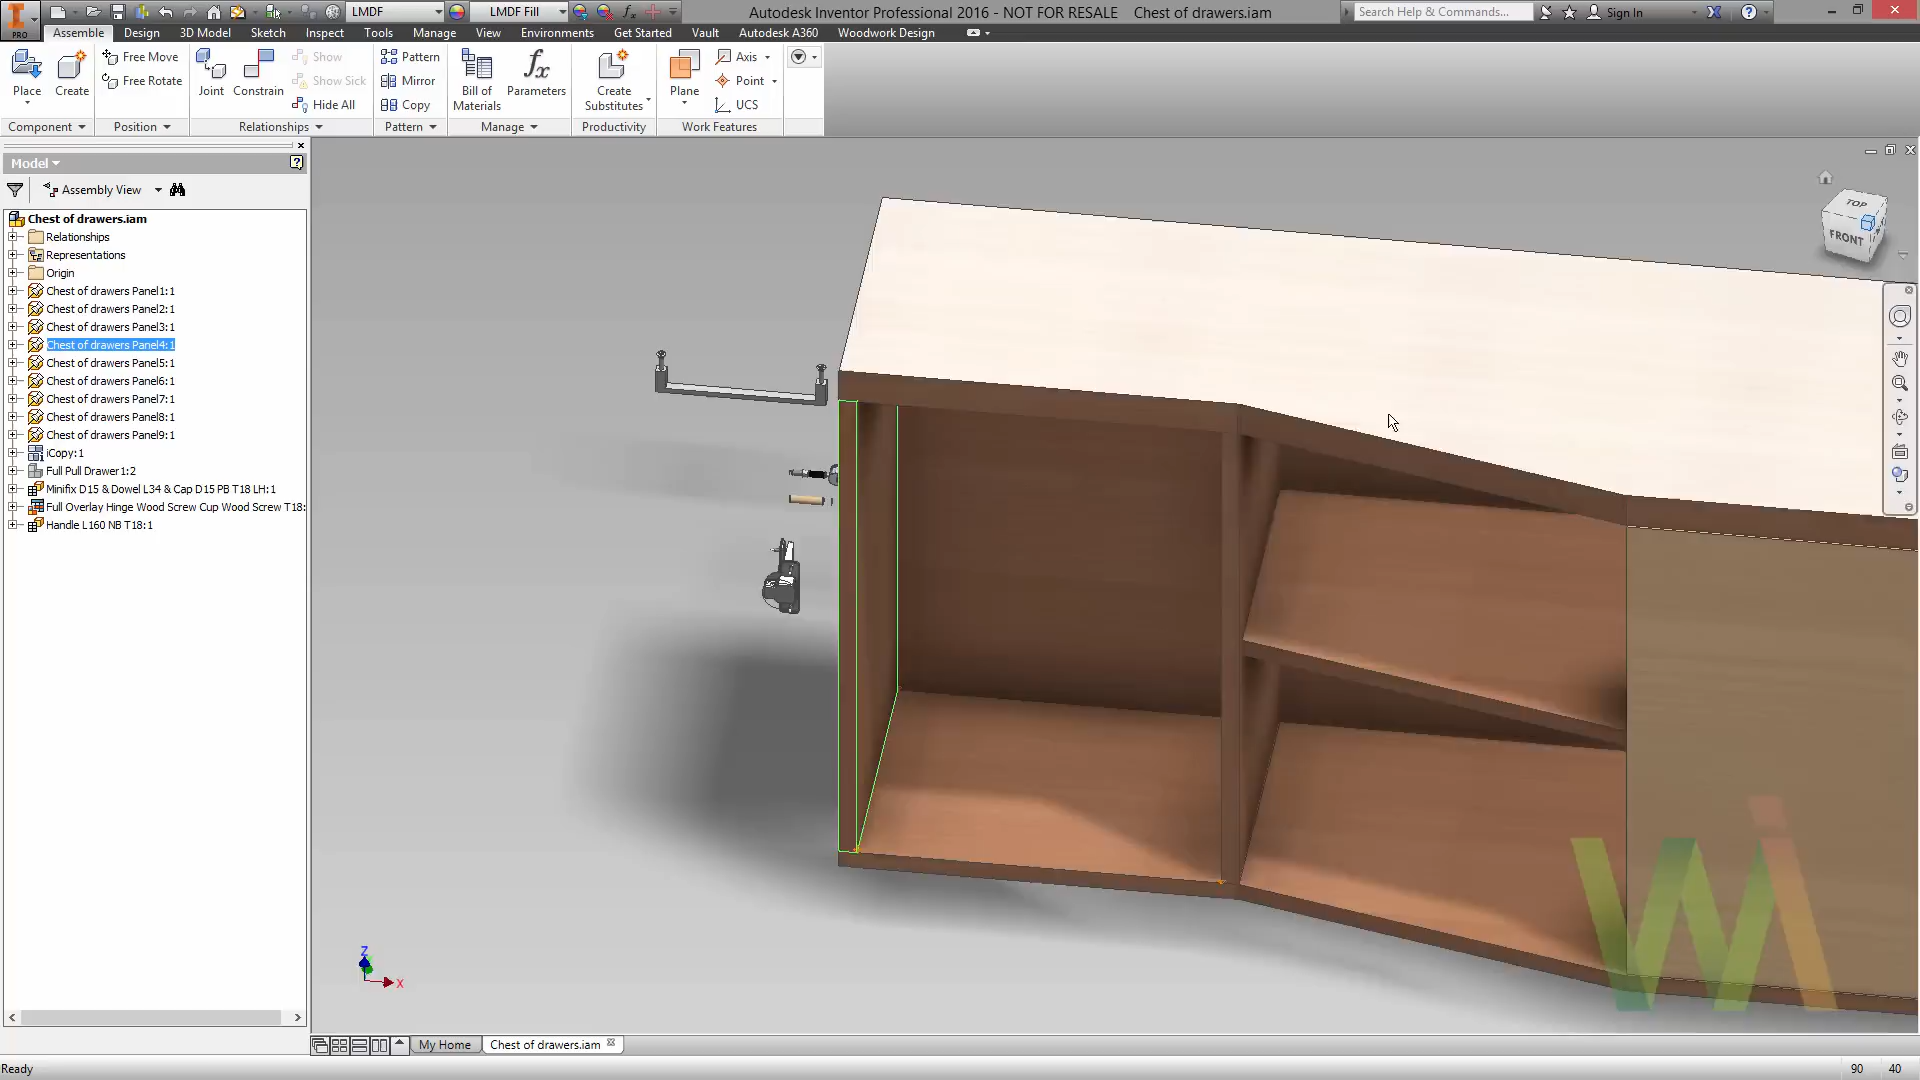 LMDF
LMDF Fill
Autodesk Inventor Professional 2016 - NOT FOR RESALE Chest of drawers.iam
Search Help & Commands...
Sign In
PRO
Assemble Design 3D Model Sketch Inspect Tools Manage View Environments Get Started Vault Autodesk A360 Woodwork Design
Place
Create
Free Move
Free Rotate
Joint
Constrain
Show
Show Sick
Hide All
Pattern
Mirror
Copy
Bill of
Materials
fx
Parameters
Create
Substitutes
Plane
Axis
Point
UCS
Component Position Relationships Pattern Manage Productivity Work Features
Model
Assembly View
Chest of drawers.iam
Relationships
Representations
Origin
Chest of drawers Panel1:1
Chest of drawers Panel2:1
Chest of drawers Panel3:1
Chest of drawers Panel4:1
Chest of drawers Panel5:1
Chest of drawers Panel6:1
Chest of drawers Panel7:1
Chest of drawers Panel8:1
Chest of drawers Panel9:1
iCopy:1
Full Pull Drawer1:2
Minifix D15 & Dowel L34 & Cap D15 PB T18 LH:1
Full Overlay Hinge Wood Screw Cup Wood Screw T18:
Handle L160 NB T18:1
TOP
FRONT
Z
X
My Home
Chest of drawers.iam
Ready
90 40